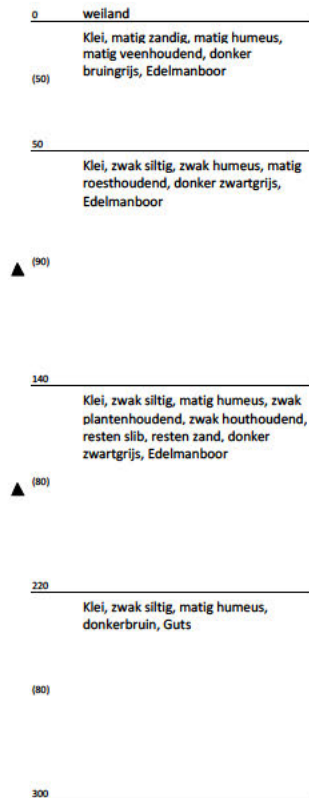 0 weiland
Klei, matig zandig, matig humeus,
matig veenhoudend, donker
bruingrijs, Edelmanboor
(50)
50
Klei, zwak siltig, zwak humeus, matig
roesthoudend, donker zwartgrijs,
Edelmanboor
(90)
140
Klei, zwak siltig, matig humeus, zwak
plantenhoudend, zwak houthoudend,
resten slib, resten zand, donker
zwartgrijs, Edelmanboor
(80)
220
Klei, zwak siltig, matig humeus,
donkerbruin, Guts
(80)
300